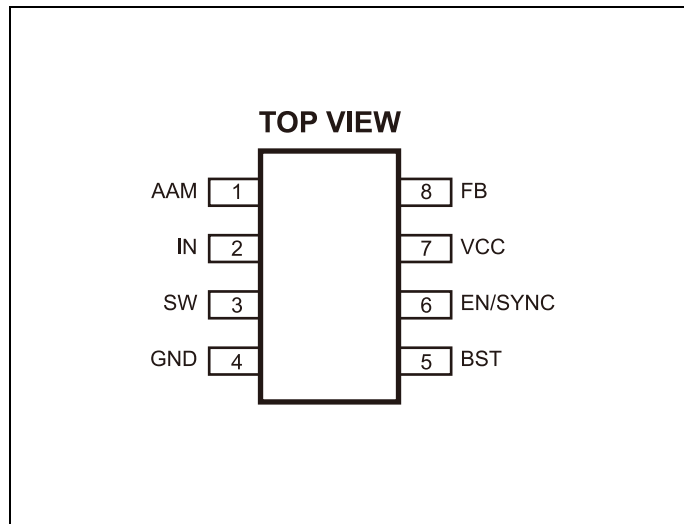 TOP VIEW
AAM 1 8 FB
IN 2 7 VCC
SW 3 6 EN/SYNC
GND 4 5 BST